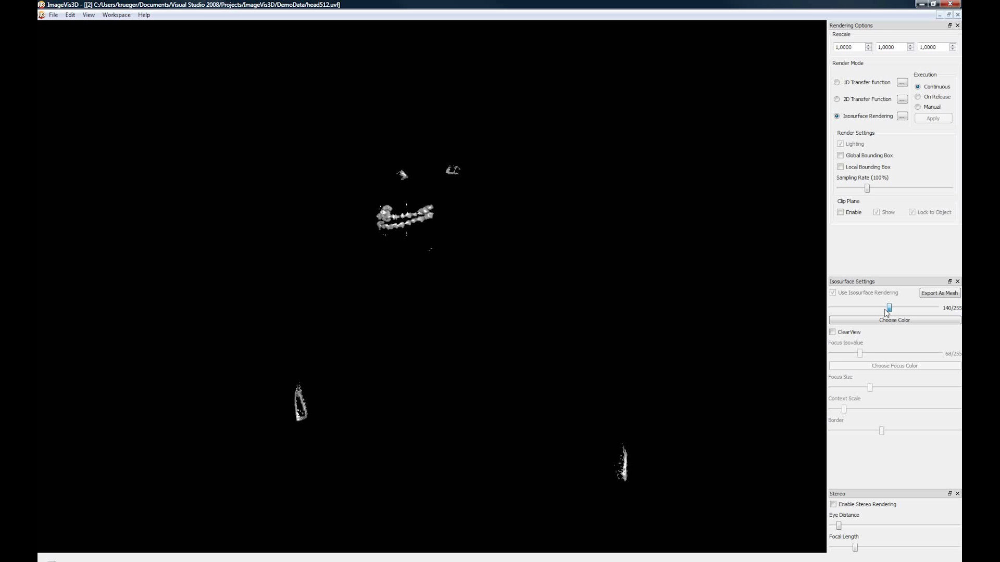 ImageVis3D - [[2] C:/Users/krueger/Documents/Visual Studio 2008/Projects/ImageVis3D/DemoData/head512.uvf]
File Edit View Workspace Help
Rendering Options
Rescale
1,0000 1,0000 1,0000
Render Mode
Execution
1D Transfer function ...
Continuous
2D Transfer Function ...
On Release
Manual
Isosurface Rendering ...
Apply
Render Settings
Lighting
Global Bounding Box
Local Bounding Box
Sampling Rate (100%)
Clip Plane
Enable Show Lock to Object
Isosurface Settings
Use Isosurface Rendering Export As Mesh
140/255
Choose Color
ClearView
Focus Isovalue
68/255
Choose Focus Color
Focus Size
Context Scale
Border
Stereo
Enable Stereo Rendering
Eye Distance
Focal Length